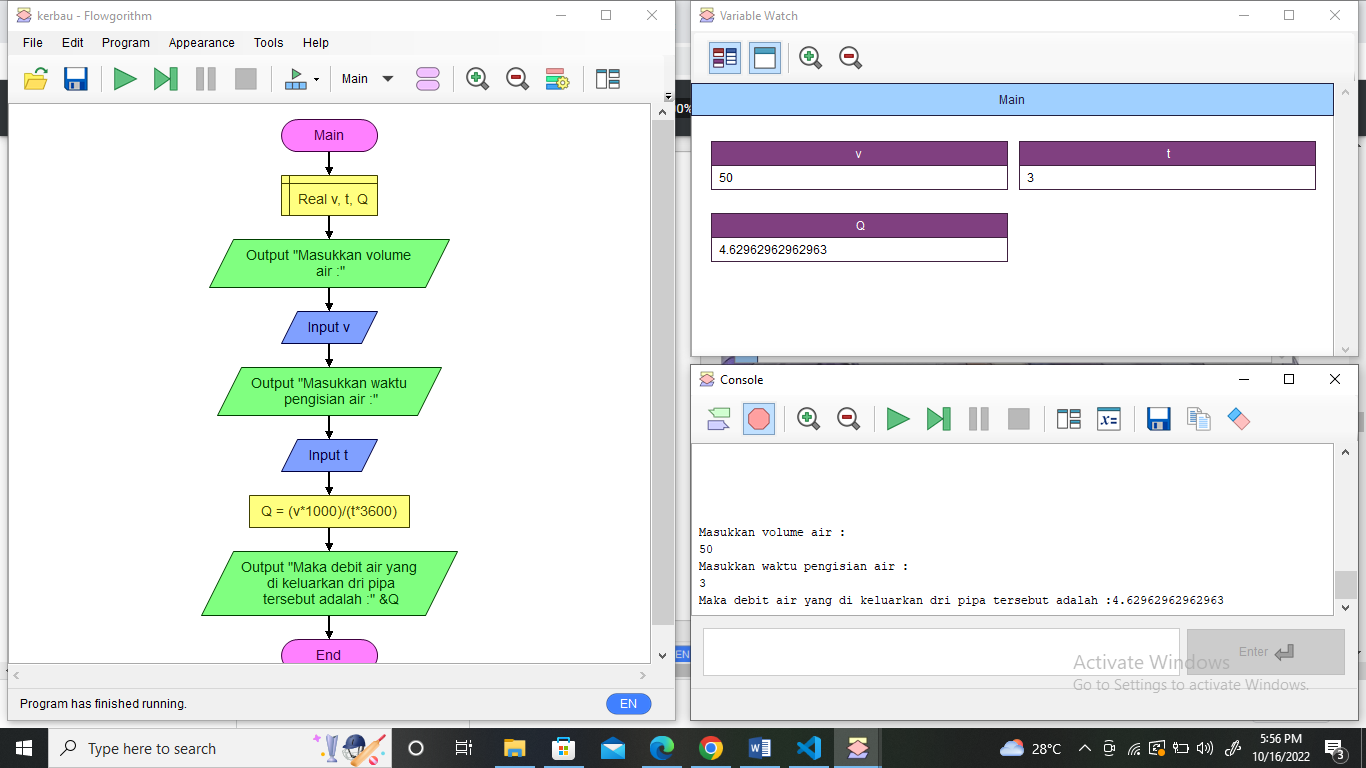 kerbau - Flowgorithm
File Edit Program Appearance Tools Help
Main
Main
Real v, t, Q
Output "Masukkan volume
air :"
Input v
Output "Masukkan waktu
pengisian air :"
Input t
Q = (v*1000)/(t*3600)
Output "Maka debit air yang
di keluarkan dri pipa
tersebut adalah :" &Q
End
Program has finished running.
EN
Variable Watch
Main
v
50
t
3
Q
4.62962962962963
Console
x=
Masukkan volume air :
50
Masukkan waktu pengisian air :
3
Maka debit air yang di keluarkan dri pipa tersebut adalah :4.62962962962963
Enter
Activate Windows
Go to Settings to activate Windows.
EN
Type here to search
28°C
5:56 PM
10/16/2022
3